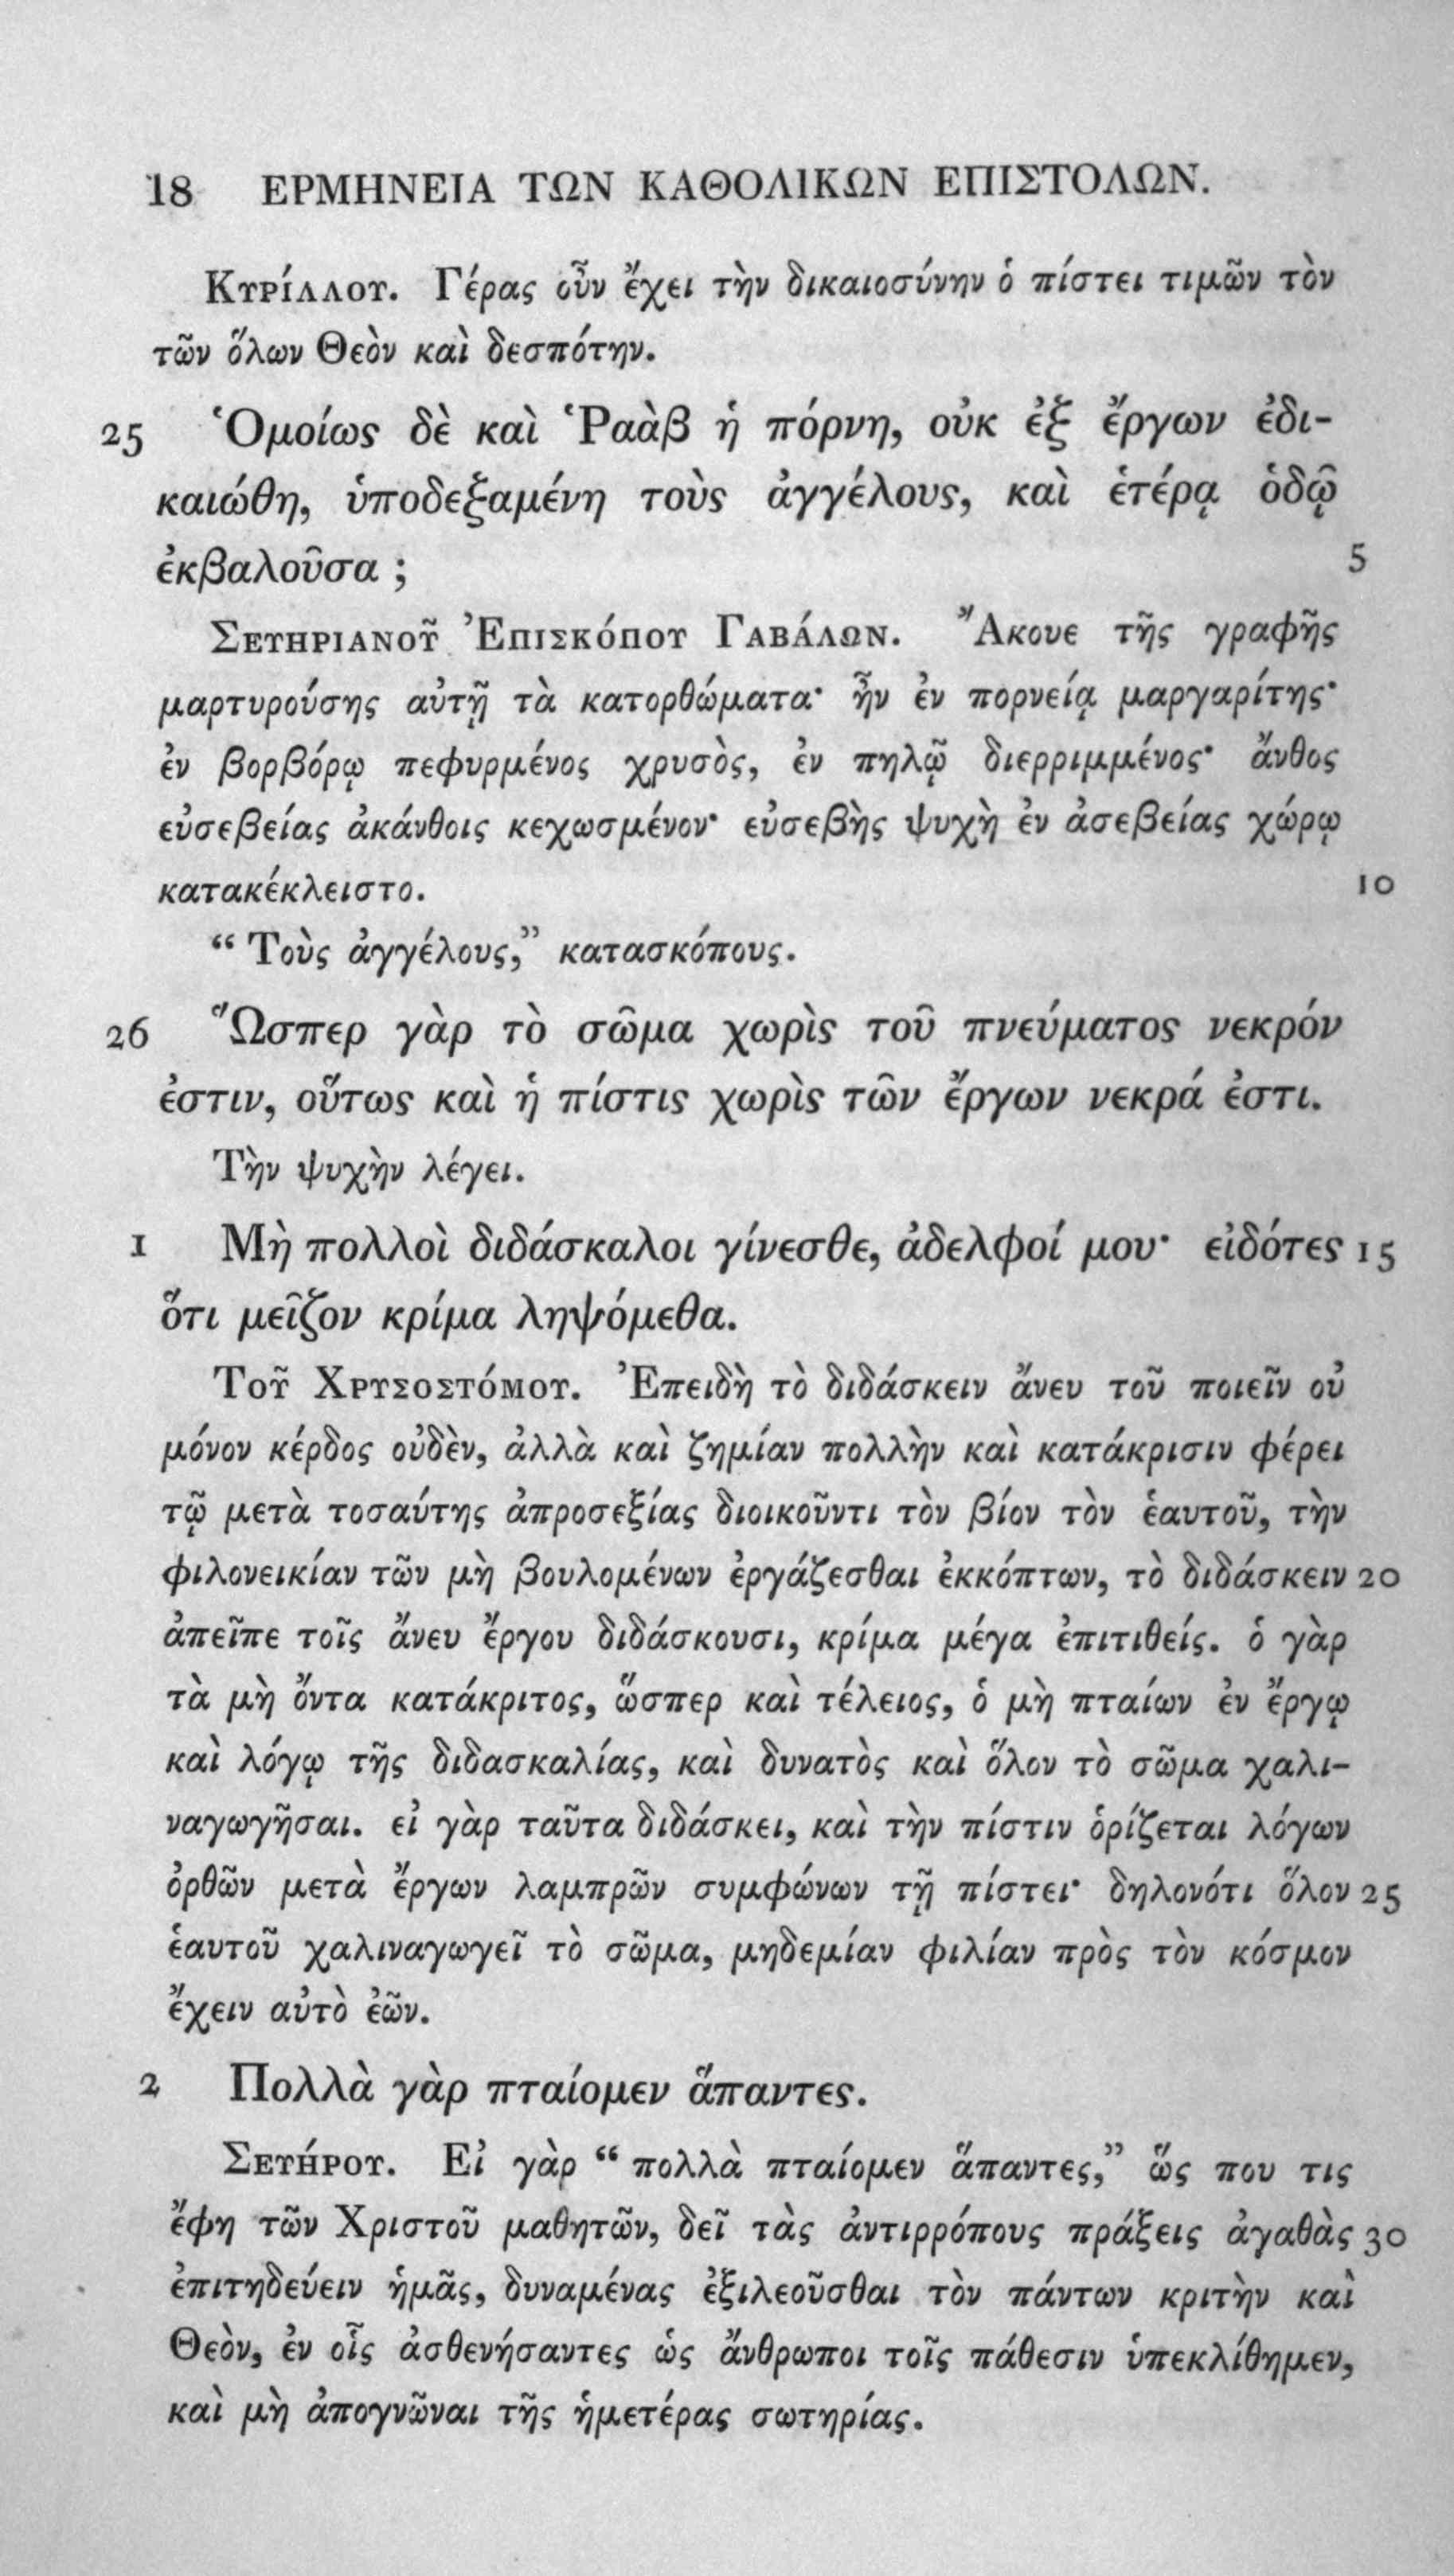 18 ΕΡΜΗΝΕΙΑ ΤΩΝ ΚΑΘΟΛΙΚΩΝ ΕΠΙΣΤΟΛΩΝ.
Κυρίλλου. Γέρας οὖν ἔχει τὴν δικαιοσύνην ὁ πίστει τιμῶν τὸν
τῶν ὅλων Θεὸν καὶ δεσπότην.
25 Ὁμοίως δὲ καὶ Ῥαὰβ ἡ πόρνη, οὐκ ἐξ ἔργων ἐδι-
καιώθη, ὑποδεξαμένη τοὺς ἀγγέλους, καὶ ἑτέρᾳ ὁδῷ
ἐκβαλοῦσα ; 5
Σευηριανοῦ Ἐπισκόπου Γαβάλων. Ἄκουε τῆς γραφῆς
μαρτυρούσης αὐτῇ τὰ κατορθώματα· ἦν ἐν πορνείᾳ μαργαρίτης·
ἐν βορβόρῳ πεφυρμένος χρυσὸς, ἐν πηλῷ διερριμμένος· ἄνθος
εὐσεβείας ἀκάνθοις κεχωσμένον· εὐσεβὴς ψυχὴ ἐν ἀσεβείας χώρῳ
κατακέκλειστο. 10
“ Τοὺς ἀγγέλους,” κατασκόπους.
26 Ὥσπερ γὰρ τὸ σῶμα χωρὶς τοῦ πνεύματος νεκρόν
ἐστιν, οὕτως καὶ ἡ πίστις χωρὶς τῶν ἔργων νεκρά ἐστι.
Τὴν ψυχὴν λέγει.
1 Μὴ πολλοὶ διδάσκαλοι γίνεσθε, ἀδελφοί μου· εἰδότες 15
ὅτι μεῖζον κρίμα ληψόμεθα.
Τοῦ Χρυσοστόμου. Ἐπειδὴ τὸ διδάσκειν ἄνευ τοῦ ποιεῖν οὐ
μόνον κέρδος οὐδὲν, ἀλλὰ καὶ ζημίαν πολλὴν καὶ κατάκρισιν φέρει
τῷ μετὰ τοσαύτης ἀπροσεξίας διοικοῦντι τὸν βίον τὸν ἑαυτοῦ, τὴν
φιλονεικίαν τῶν μὴ βουλομένων ἐργάζεσθαι ἐκκόπτων, τὸ διδάσκειν 20
ἀπεῖπε τοῖς ἄνευ ἔργου διδάσκουσι, κρίμα μέγα ἐπιτιθείς. ὁ γὰρ
τὰ μὴ ὄντα κατάκριτος, ὥσπερ καὶ τέλειος, ὁ μὴ πταίων ἐν ἔργῳ
καὶ λόγῳ τῆς διδασκαλίας, καὶ δυνατὸς καὶ ὅλον τὸ σῶμα χαλι-
ναγωγῆσαι. εἰ γὰρ ταῦτα διδάσκει, καὶ τὴν πίστιν ὁρίζεται λόγων
ὀρθῶν μετὰ ἔργων λαμπρῶν συμφώνων τῇ πίστει· δηλονότι ὅλον 25
ἑαυτοῦ χαλιναγωγεῖ τὸ σῶμα, μηδεμίαν φιλίαν πρὸς τὸν κόσμον
ἔχειν αὐτὸ ἐῶν.
2 Πολλὰ γὰρ πταίομεν ἅπαντες.
Σευήρου. Εἰ γὰρ “ πολλὰ πταίομεν ἅπαντες,” ὥς που τις
ἔφη τῶν Χριστοῦ μαθητῶν, δεῖ τὰς ἀντιρρόπους πράξεις ἀγαθὰς 30
ἐπιτηδεύειν ἡμᾶς, δυναμένας ἐξιλεοῦσθαι τὸν πάντων κριτὴν καὶ
Θεὸν, ἐν οἷς ἀσθενήσαντες ὡς ἄνθρωποι τοῖς πάθεσιν ὑπεκλίθημεν,
καὶ μὴ ἀπογνῶναι τῆς ἡμετέρας σωτηρίας.